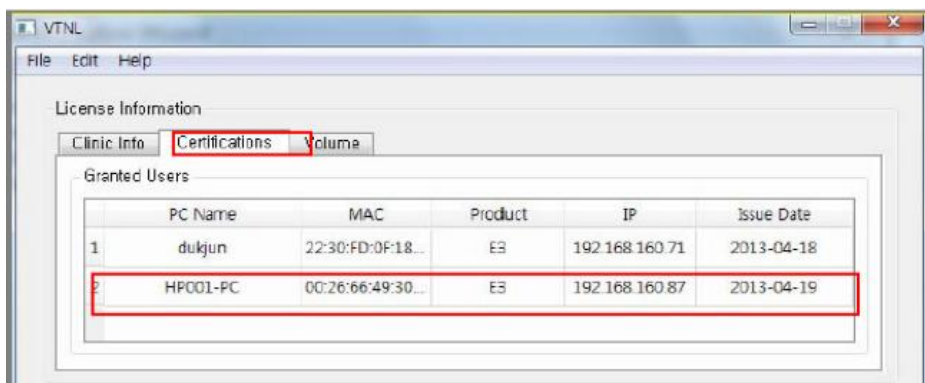 VTNL
File Edit Help
License Information
Clinic Info Certifications Volume
Granted Users
PC Name MAC Product IP Issue Date
1 dukjun 22:30:FD:0F:18... E3 192.168.160.71 2013-04-18
2 HP001-PC 00:26:66:49:30... E3 192.168.160.87 2013-04-19